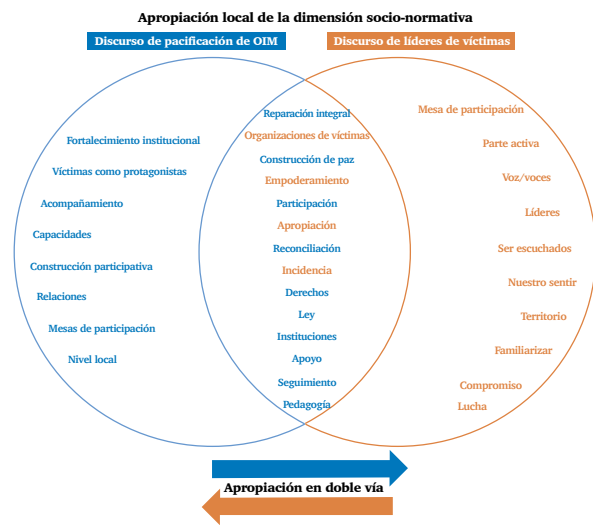 Apropiación local de la dimensión socio-normativa
Discurso de pacificación de OIM
Discurso de líderes de víctimas
Fortalecimiento institucional
Víctimas como protagonistas
Acompañamiento
Capacidades
Construcción participativa
Relaciones
Mesas de participación
Nivel local
Reparación integral
Organizaciones de víctimas
Construcción de paz
Empoderamiento
Participación
Apropiación
Reconciliación
Incidencia
Derechos
Ley
Instituciones
Apoyo
Seguimiento
Pedagogía
Mesa de participación
Parte activa
Voz/voces
Líderes
Ser escuchados
Nuestro sentir
Territorio
Familiarizar
Compromiso
Lucha
Apropiación en doble vía